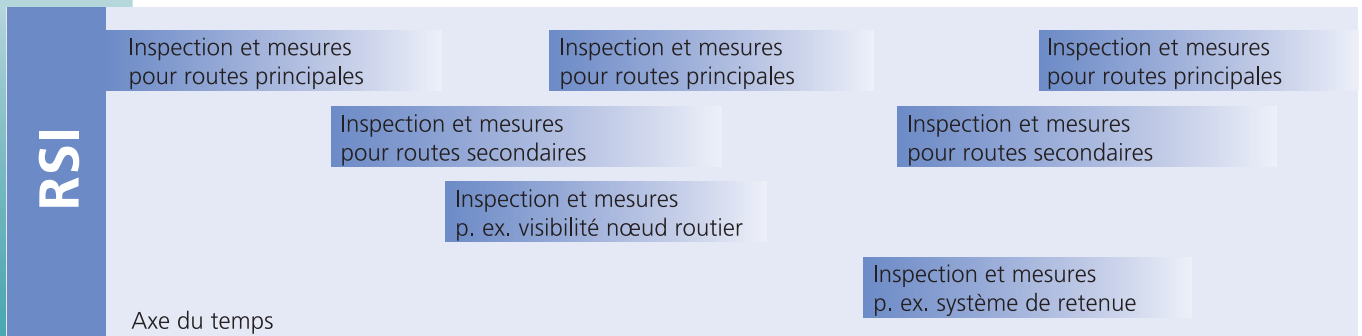 RSI
Inspection et mesures
pour routes principales
Inspection et mesures
pour routes principales
Inspection et mesures
pour routes principales
Inspection et mesures
pour routes secondaires
Inspection et mesures
pour routes secondaires
Inspection et mesures
p. ex. visibilité nœud routier
Inspection et mesures
p. ex. système de retenue
Axe du temps